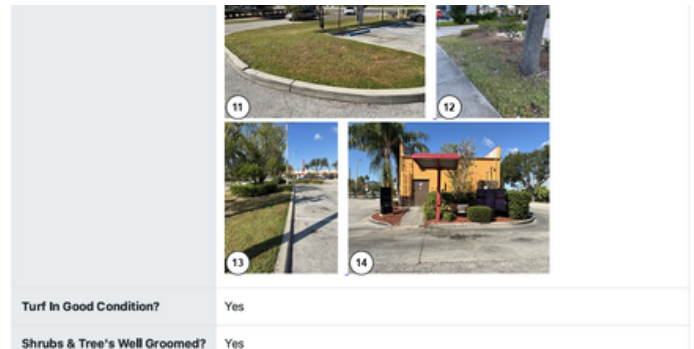 11
12
13
14
Turf In Good Condition? Yes
Shrubs & Tree's Well Groomed? Yes